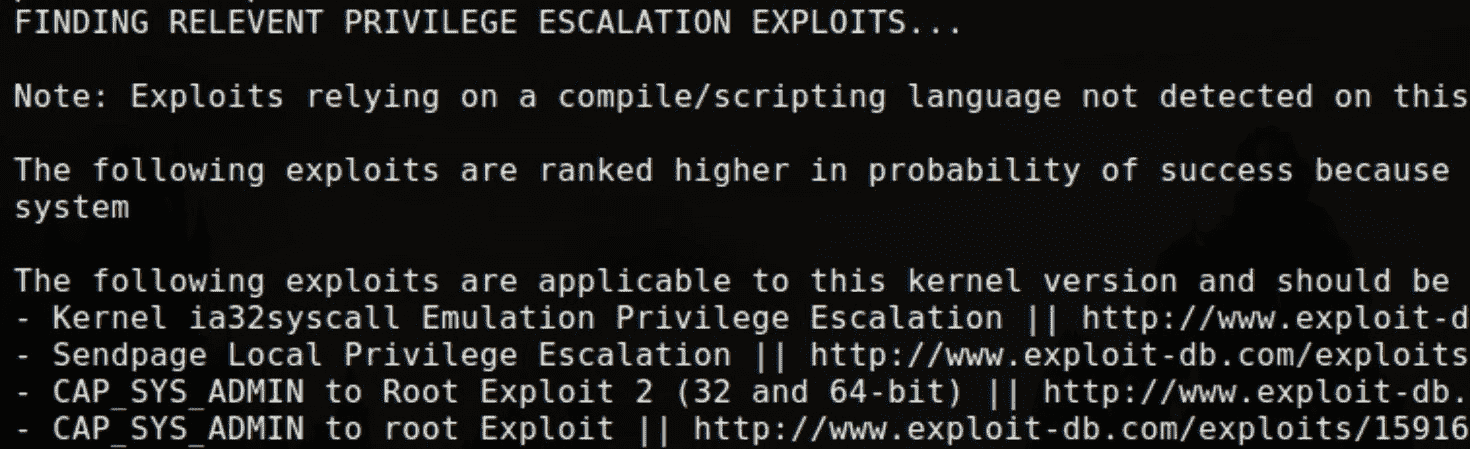 FINDING RELEVENT PRIVILEGE ESCALATION EXPLOITS...
Note: Exploits relying on a compile/scripting language not detected on this
The following exploits are ranked higher in probability of success because
system
The following exploits are applicable to this kernel version and should be
- Kernel ia32syscall Emulation Privilege Escalation || http://www.exploit-d
- Sendpage Local Privilege Escalation || http://www.exploit-db.com/exploits
- CAP_SYS_ADMIN to Root Exploit 2 (32 and 64-bit) || http://www.exploit-db.
- CAP_SYS_ADMIN to root Exploit || http://www.exploit-db.com/exploits/15916